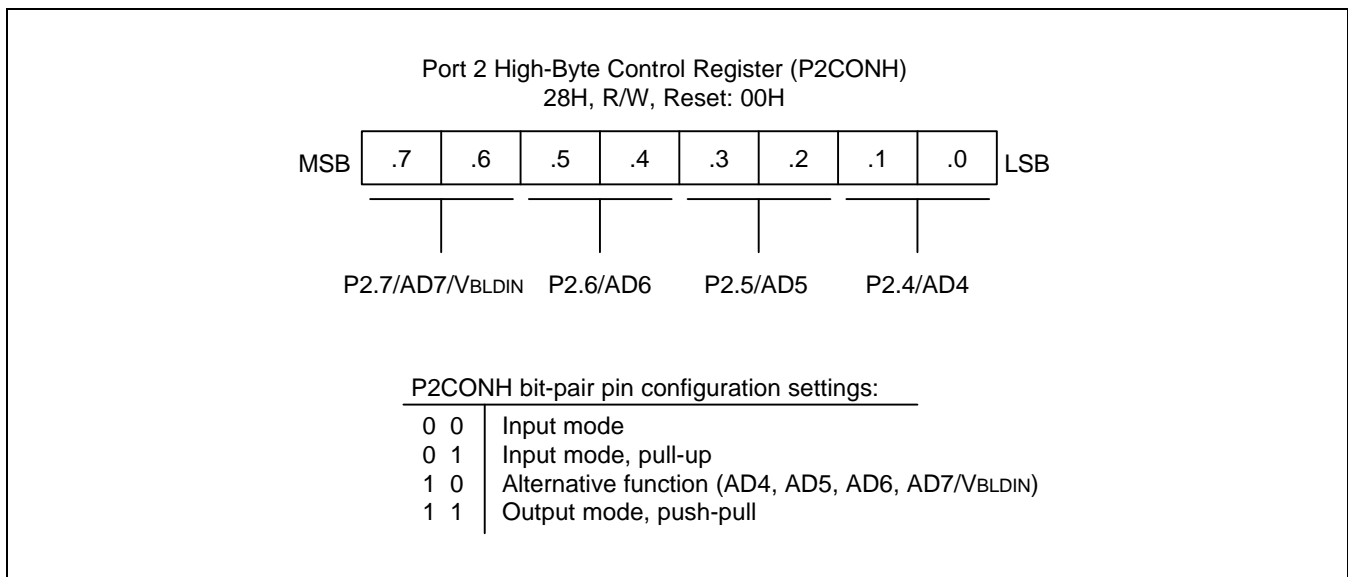 Port 2 High-Byte Control Register (P2CONH)
28H, R/W, Reset: 00H
MSB .7 .6 .5 .4 .3 .2 .1 .0 LSB
P2.7/AD7/VBLDIN P2.6/AD6 P2.5/AD5 P2.4/AD4
P2CONH bit-pair pin configuration settings:
0 0 Input mode
0 1 Input mode, pull-up
1 0 Alternative function (AD4, AD5, AD6, AD7/VBLDIN)
1 1 Output mode, push-pull